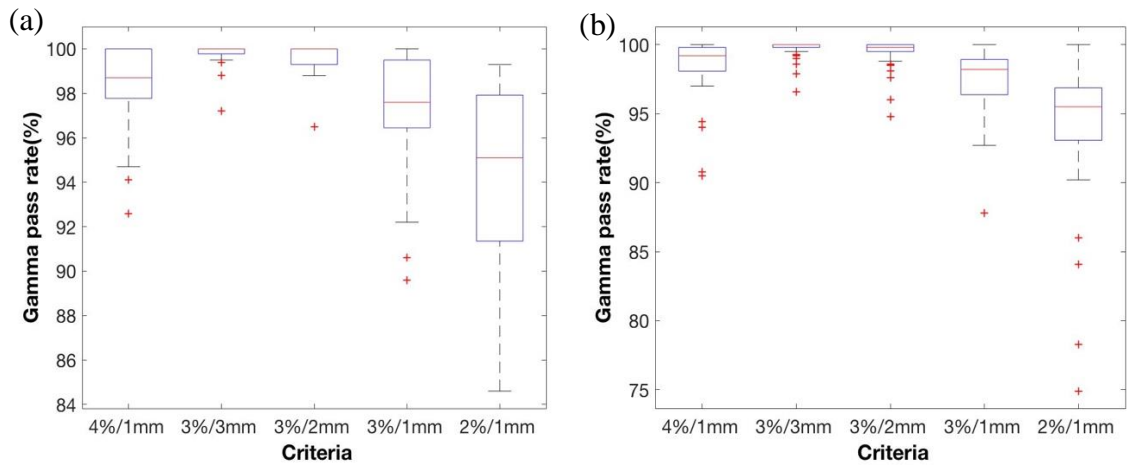 (a)
Gamma pass rate(%)
100
98
96
94
92
90
88
86
84
4%/1mm 3%/3mm 3%/2mm 3%/1mm 2%/1mm
Criteria
(b)
Gamma pass rate(%)
100
95
90
85
80
75
4%/1mm 3%/3mm 3%/2mm 3%/1mm 2%/1mm
Criteria